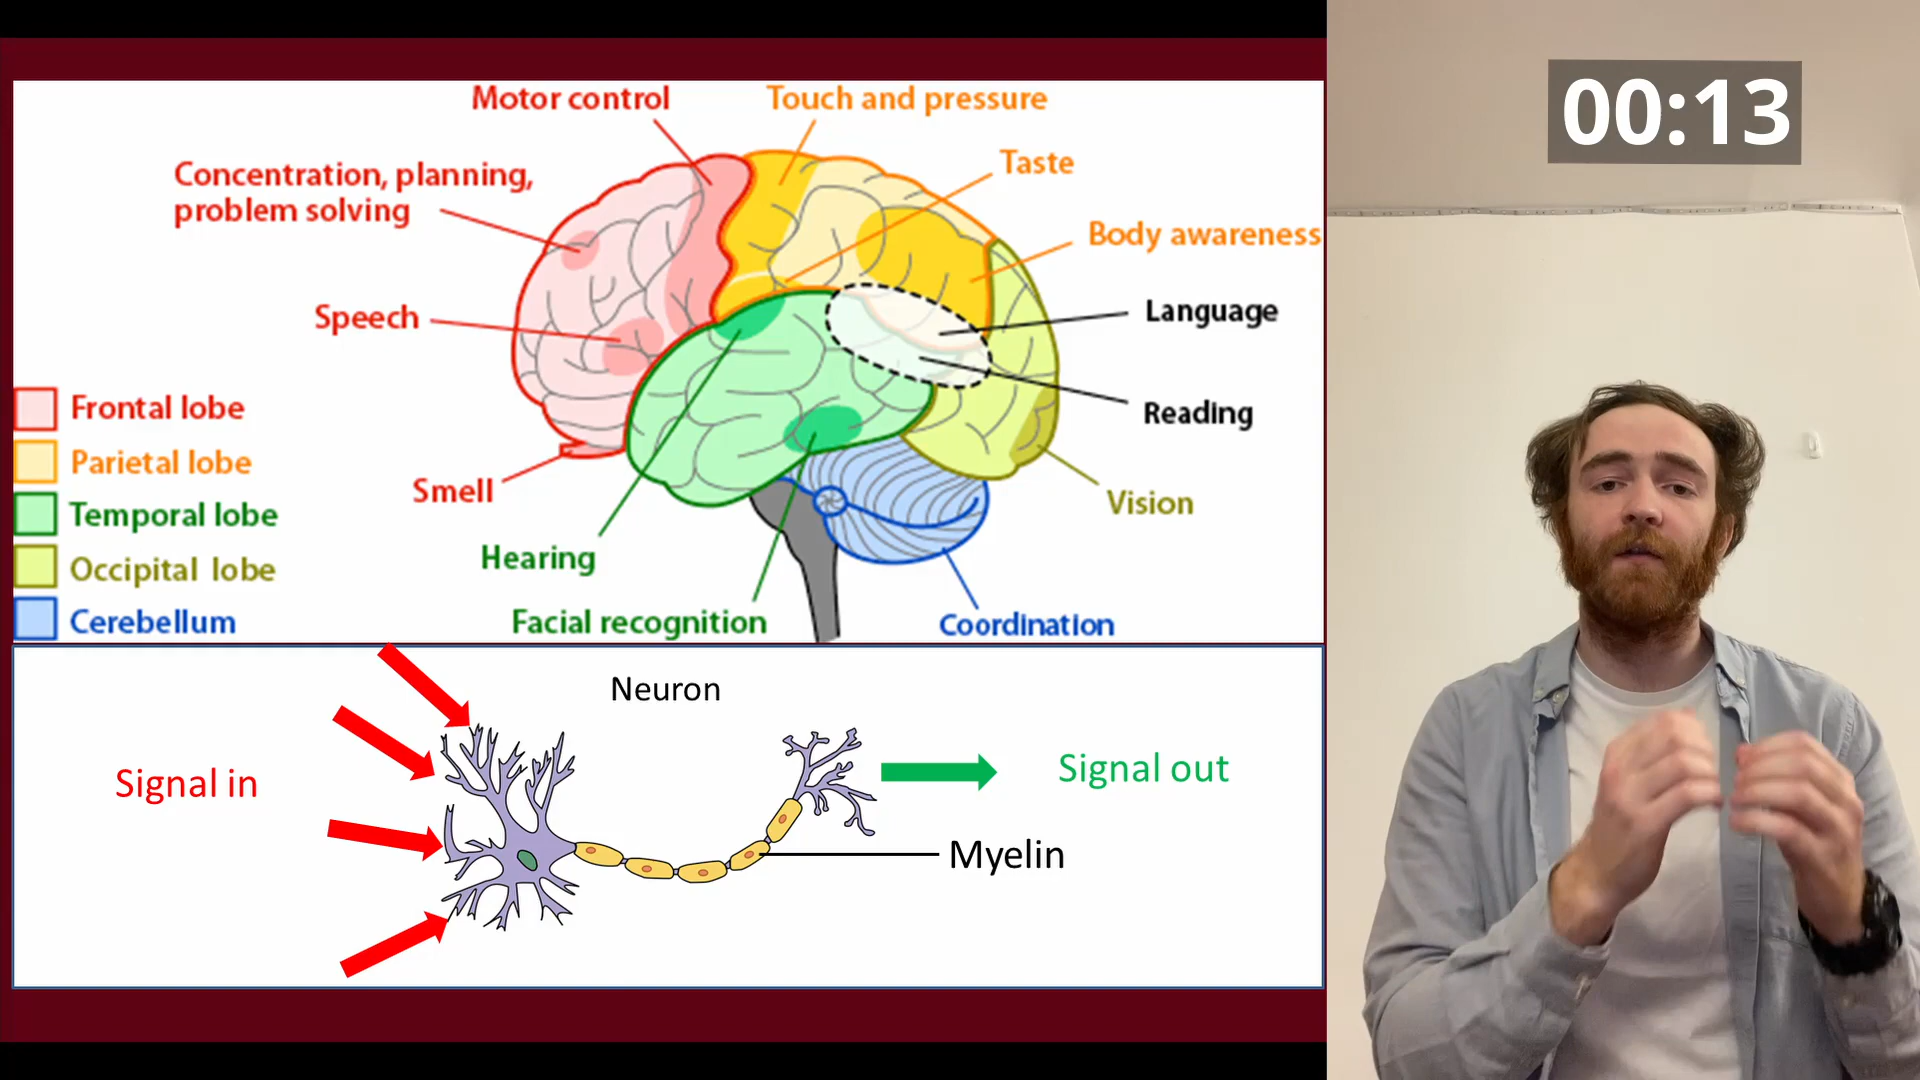 00:13
Motor control
Touch and pressure
Taste
Concentration, planning,
problem solving
Body awareness
Language
Speech
Reading
Frontal lobe
Parietal lobe
Temporal lobe
Occipital lobe
Cerebellum
Smell
Vision
Hearing
Facial recognition
Coordination
Neuron
Signal in
Signal out
Myelin